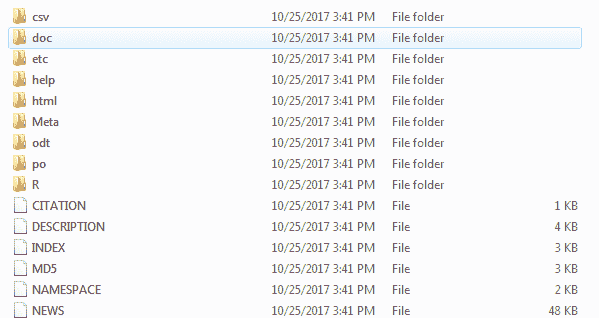 csv 10/25/2017 3:41 PM File folder
doc 10/25/2017 3:41 PM File folder
etc 10/25/2017 3:41 PM File folder
help 10/25/2017 3:41 PM File folder
html 10/25/2017 3:41 PM File folder
Meta 10/25/2017 3:41 PM File folder
odt 10/25/2017 3:41 PM File folder
po 10/25/2017 3:41 PM File folder
R 10/25/2017 3:41 PM File folder
CITATION 10/25/2017 3:41 PM File 1 KB
DESCRIPTION 10/25/2017 3:41 PM File 4 KB
INDEX 10/25/2017 3:41 PM File 3 KB
MD5 10/25/2017 3:41 PM File 3 KB
NAMESPACE 10/25/2017 3:41 PM File 2 KB
NEWS 10/25/2017 3:41 PM File 48 KB